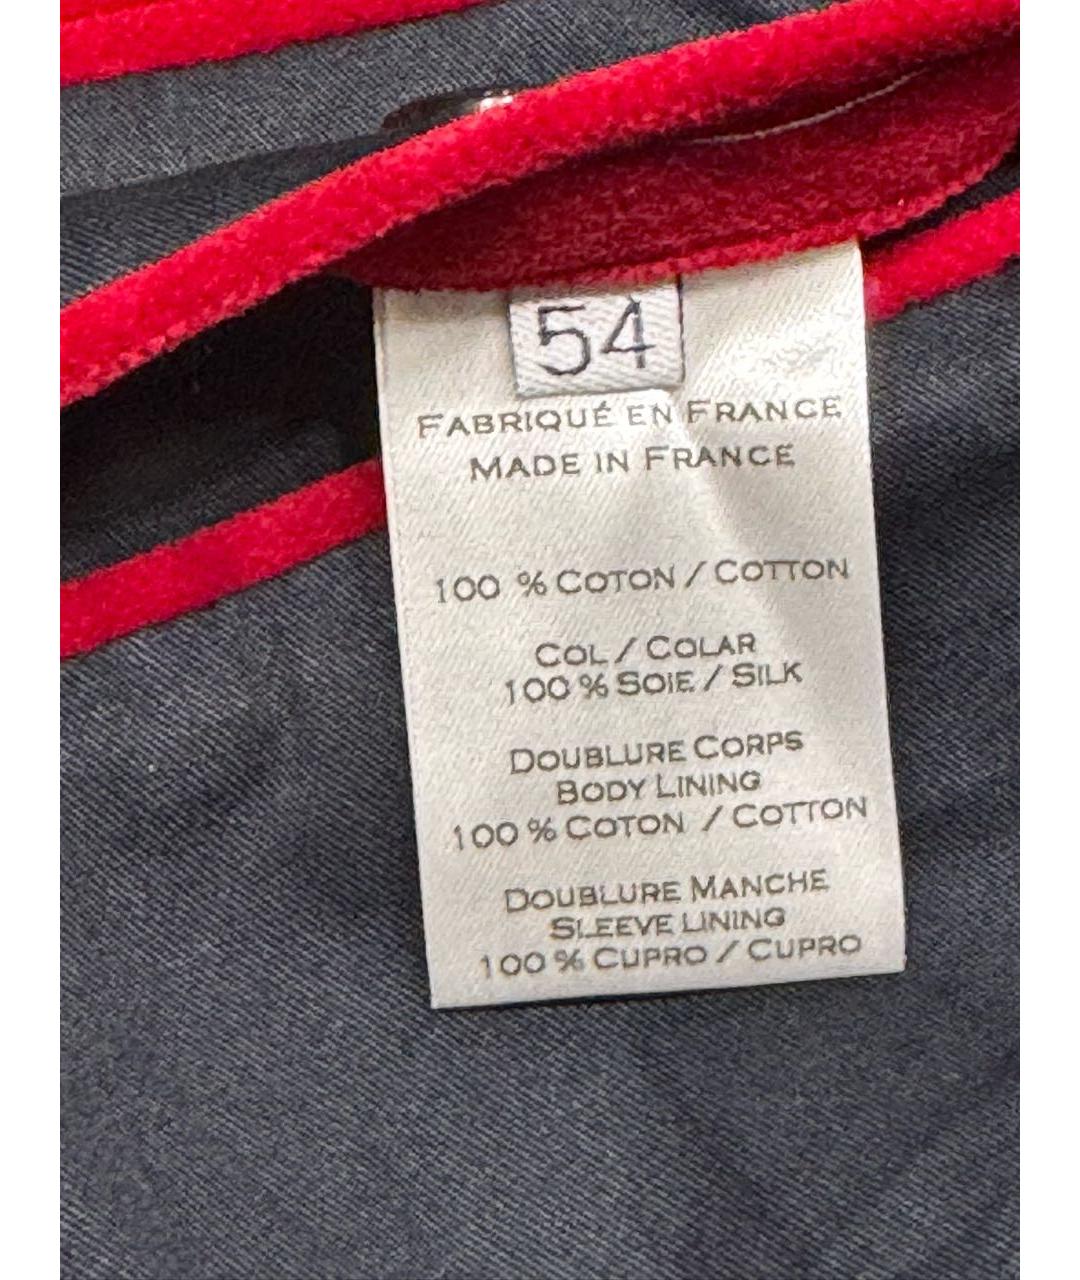 54
FABRIQUÉ EN FRANCE
MADE IN FRANCE
100 % COTON / COTTON
COL / COLAR
100 % SOIE / SILK
DOUBLURE CORPS
BODY LINING
100 % COTON / COTTON
DOUBLURE MANCHE
SLEEVE LINING
100 % CUPRO / CUPRO